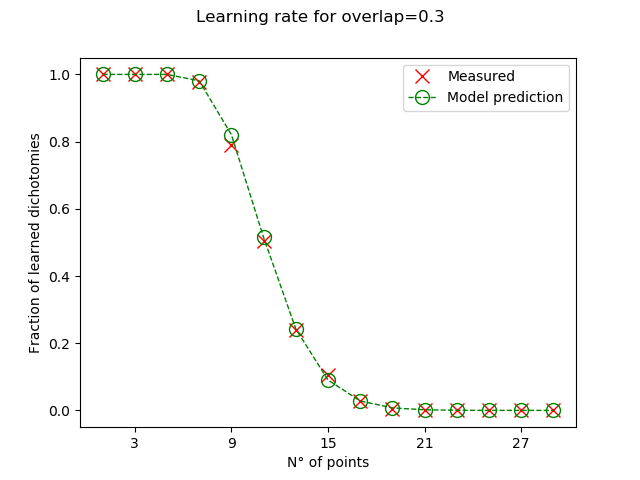 Learning rate for overlap=0.3
Measured
Model prediction
Fraction of learned dichotomies
1.0
0.8
0.6
0.4
0.2
0.0
3 9 15 21 27
N° of points